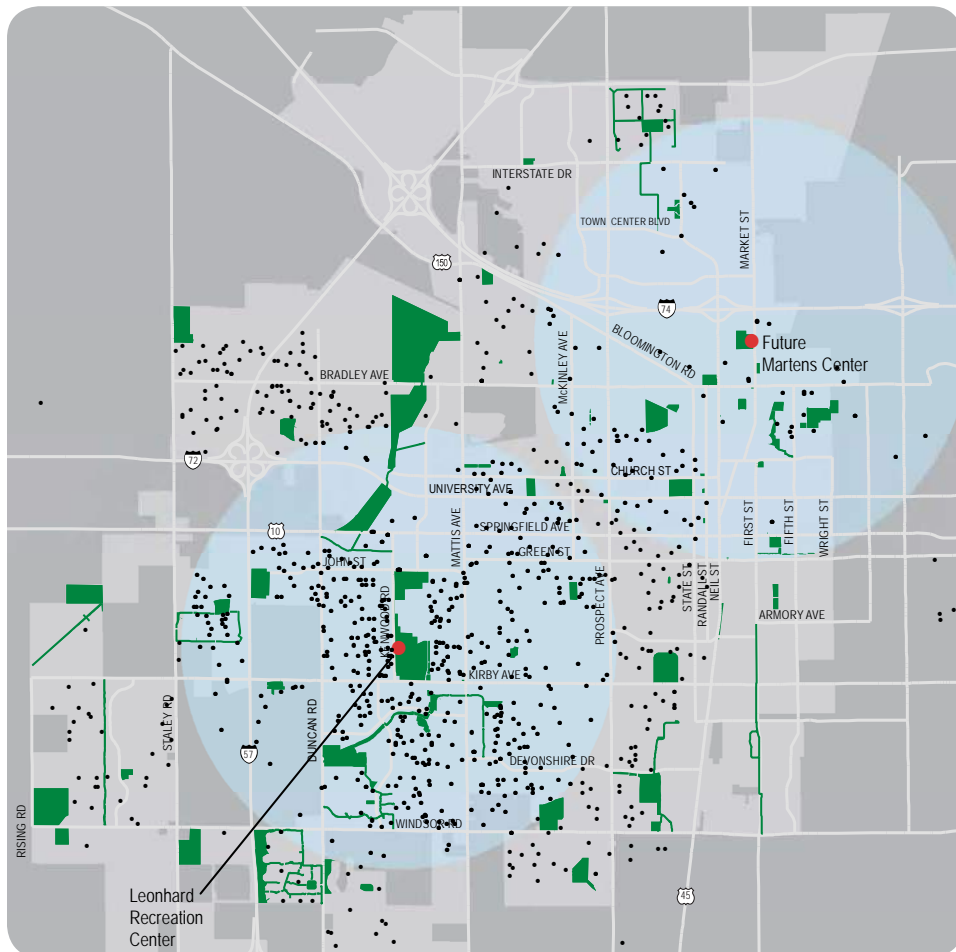 INTERSTATE DR
TOWN CENTER BLVD
MARKET ST
150
74
BLOOMINGTON RD
McKINLEY AVE
Future
Martens Center
BRADLEY AVE
72
CHURCH ST
UNIVERSITY AVE
10
SPRINGFIELD AVE
MATTIS AVE
GREEN ST
FIRST ST
FIFTH ST
WRIGHT ST
JOHN ST
KENWOOD RD
PROSPECT AVE
STATE ST
RANDALL ST
NEIL ST
ARMORY AVE
KIRBY AVE
STALEY RD
DUNCAN RD
57
DEVONSHIRE DR
RISING RD
WINDSOR RD
Leonhard
Recreation
Center
45